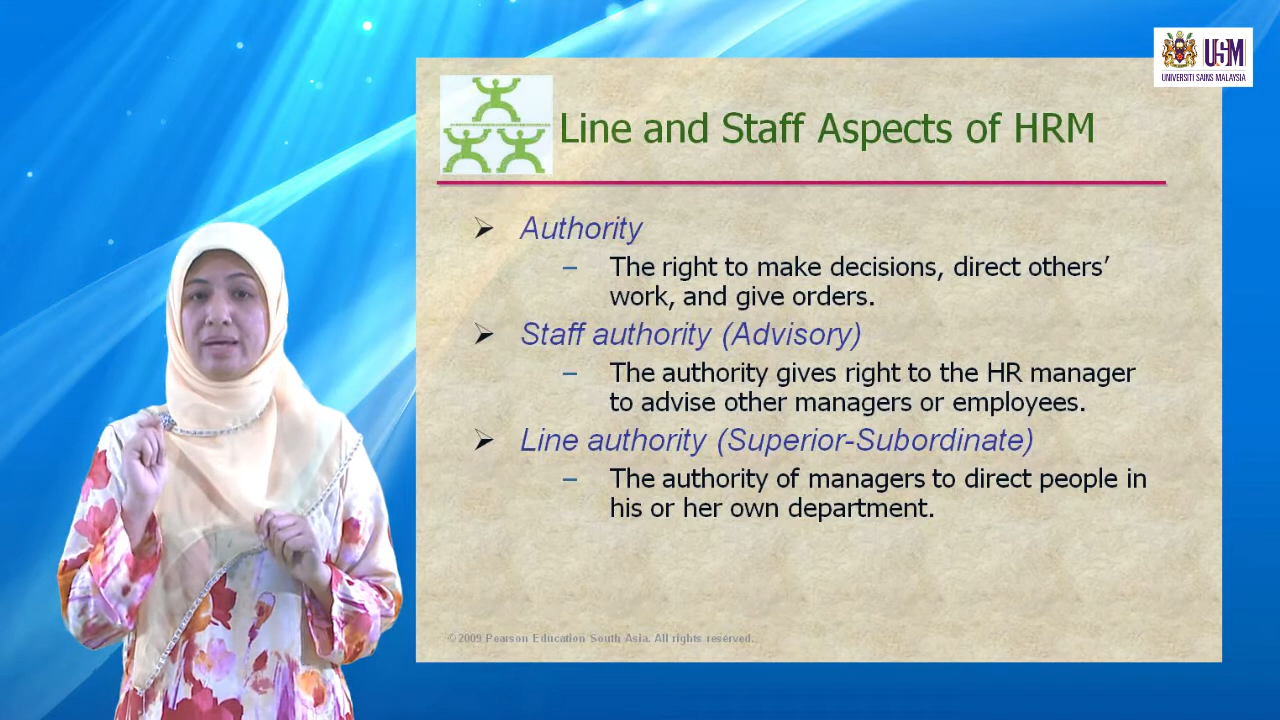 USM
UNIVERSITI SAINS MALAYSIA
Line and Staff Aspects of HRM
➢ Authority
– The right to make decisions, direct others’
work, and give orders.
➢ Staff authority (Advisory)
– The authority gives right to the HR manager
to advise other managers or employees.
➢ Line authority (Superior-Subordinate)
– The authority of managers to direct people in
his or her own department.
©2009 Pearson Education South Asia. All rights reserved.